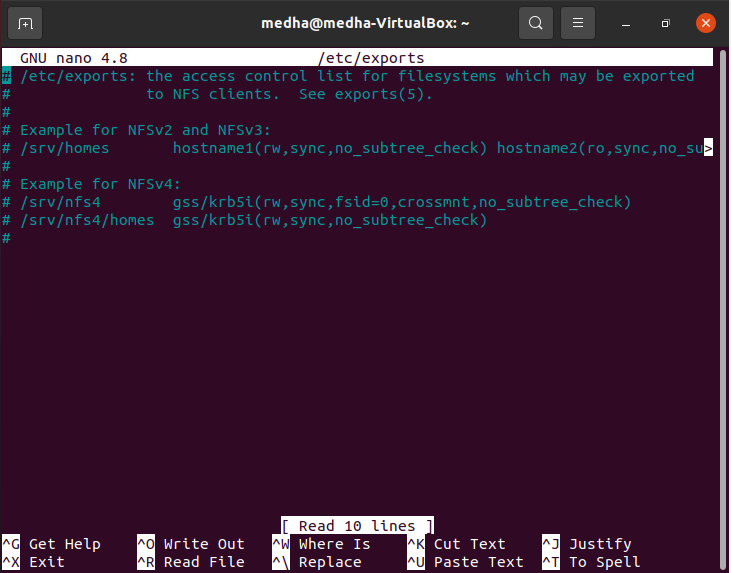 medha@medha-VirtualBox: ~
GNU nano 4.8 /etc/exports
# /etc/exports: the access control list for filesystems which may be exported
# to NFS clients. See exports(5).
#
# Example for NFSv2 and NFSv3:
# /srv/homes hostname1(rw,sync,no_subtree_check) hostname2(ro,sync,no_su>
#
# Example for NFSv4:
# /srv/nfs4 gss/krb5i(rw,sync,fsid=0,crossmnt,no_subtree_check)
# /srv/nfs4/homes gss/krb5i(rw,sync,no_subtree_check)
#
[ Read 10 lines ]
^G Get Help ^O Write Out ^W Where Is ^K Cut Text ^J Justify
^X Exit ^R Read File ^\ Replace ^U Paste Text ^T To Spell